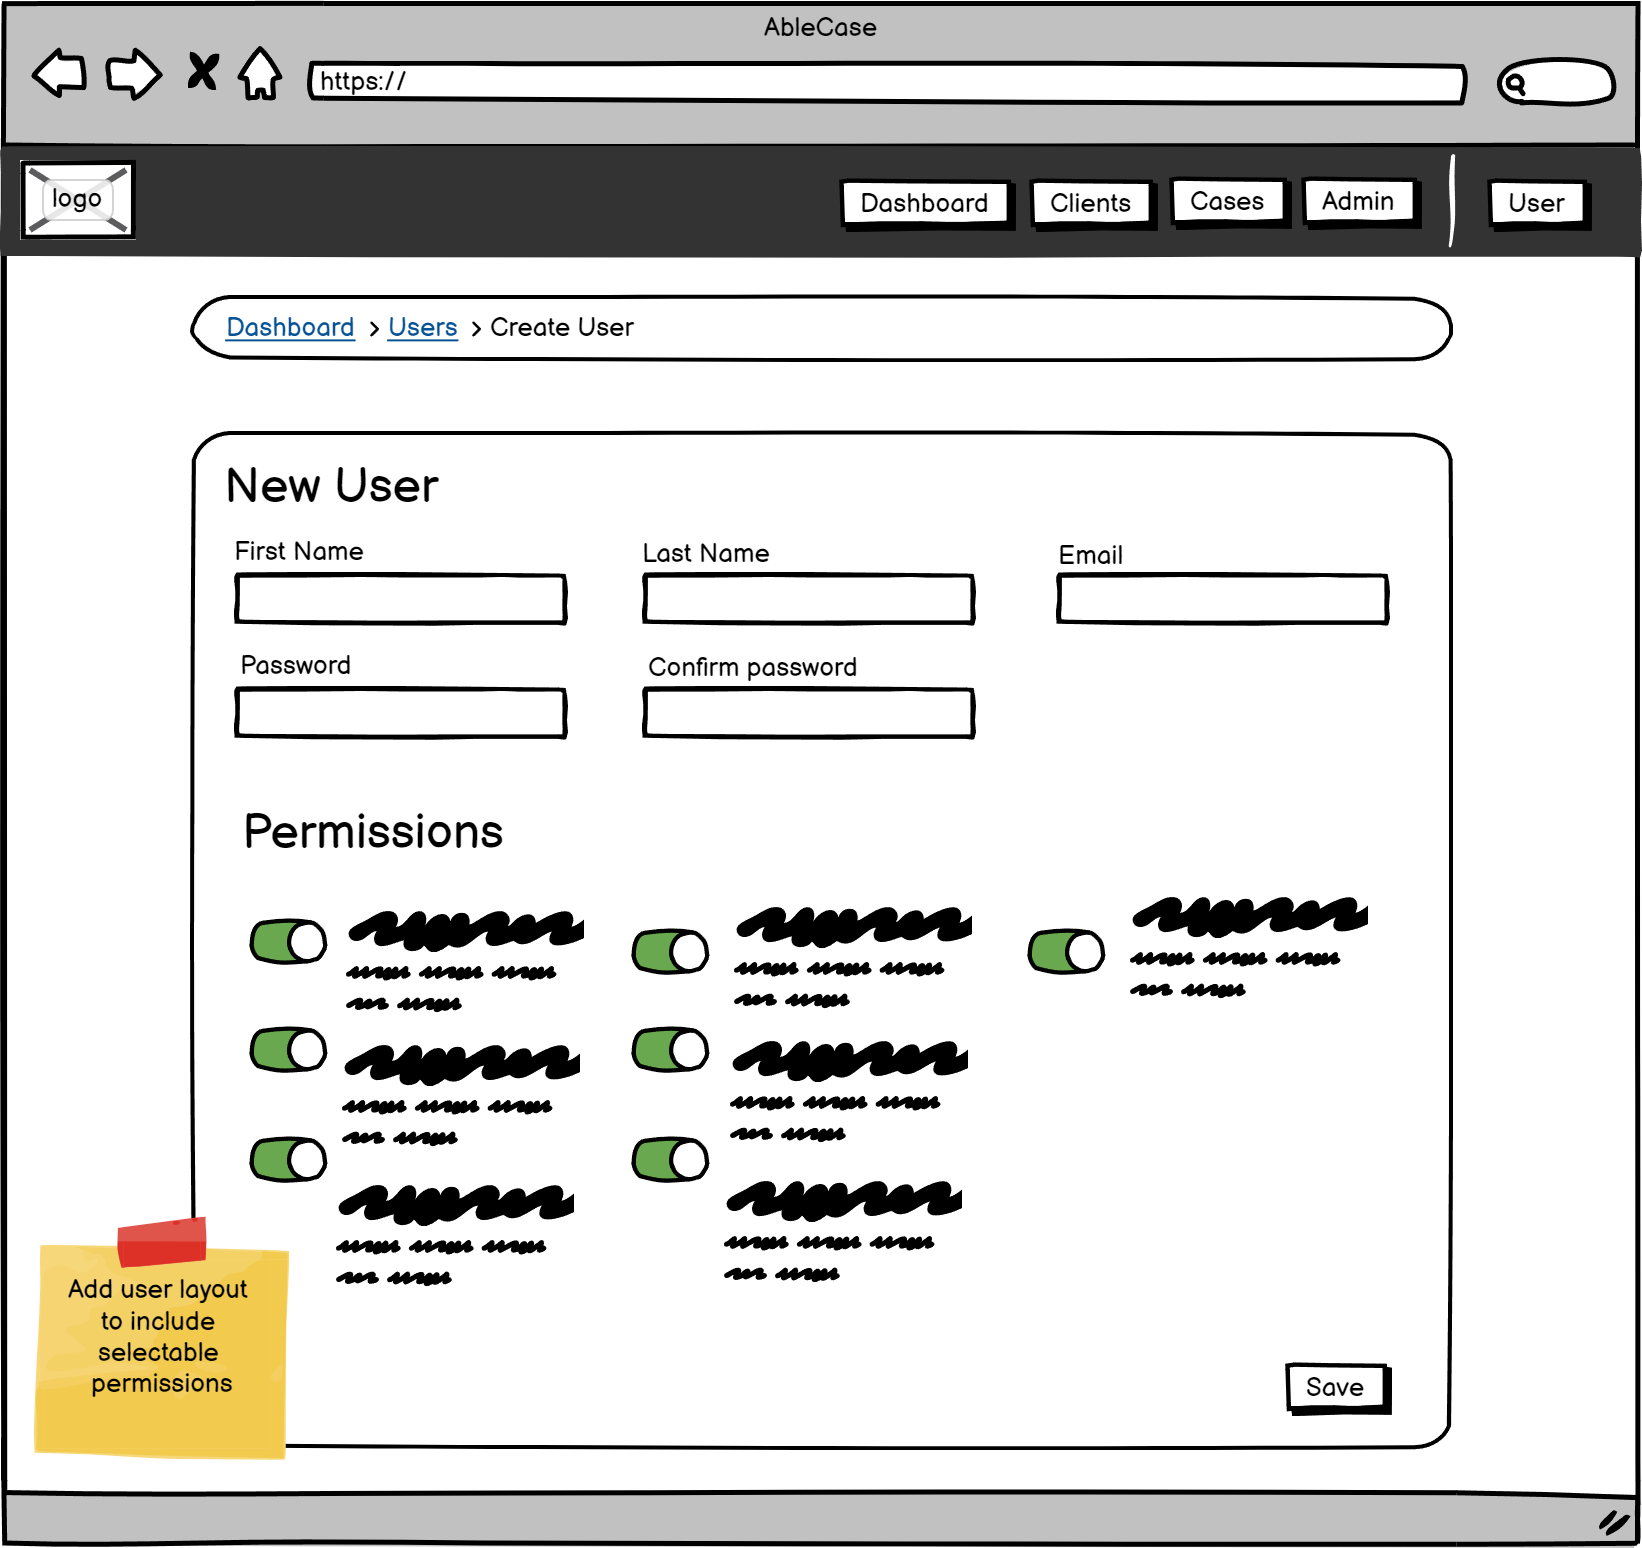 AbleCase
https://
logo
Dashboard
Clients
Cases
Admin
User
Dashboard > Users > Create User
New User
First Name
Last Name
Email
Password
Confirm password
Permissions
Add user layout
to include
selectable
permissions
Save